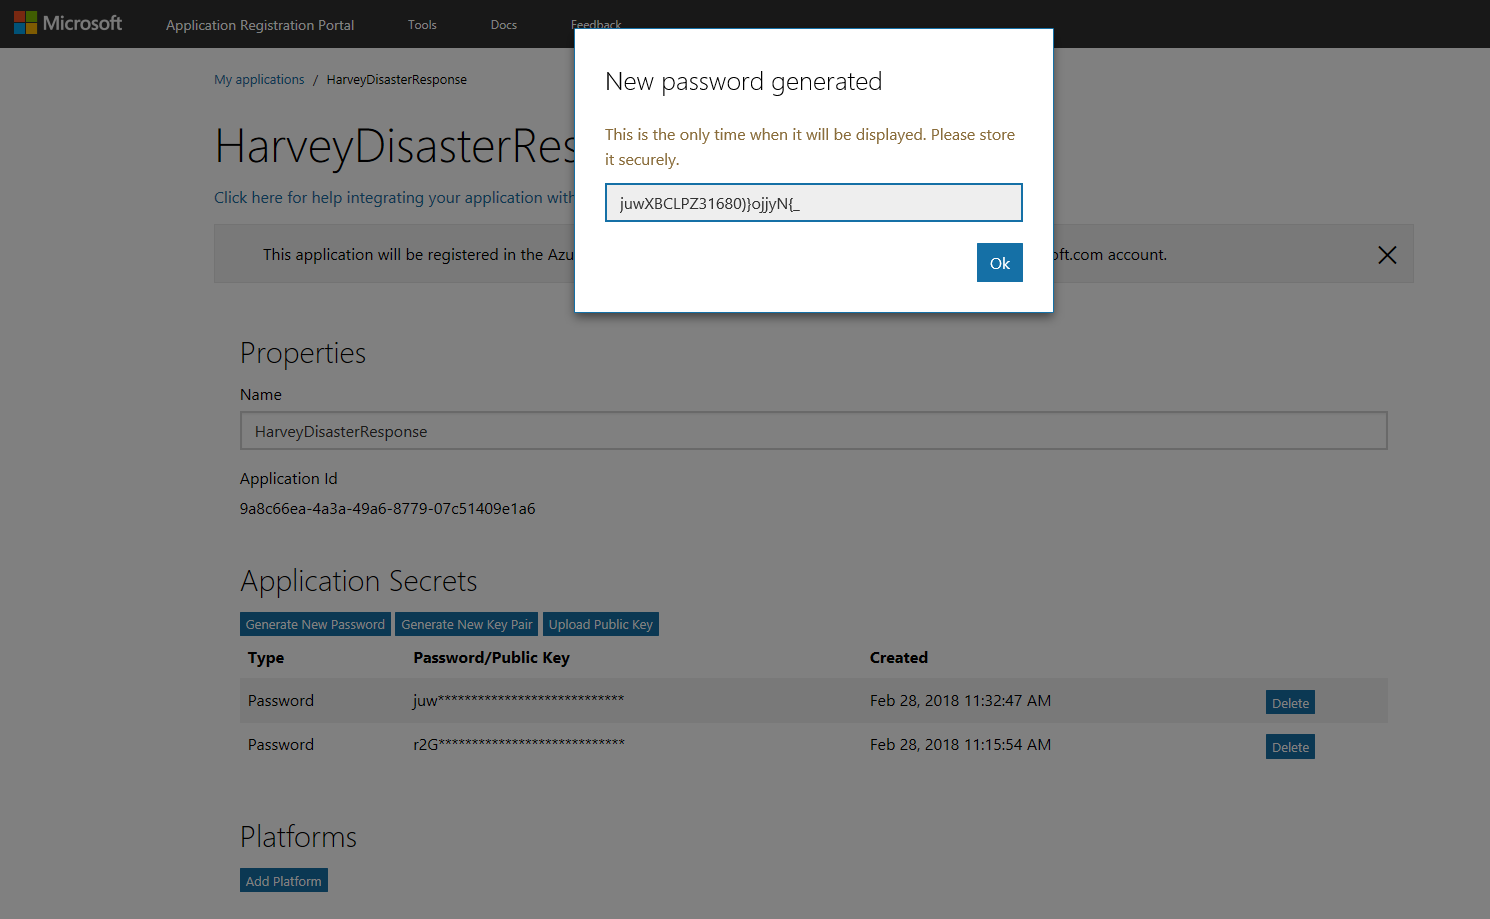 Microsoft
Application Registration Portal
Tools
Docs
Feedback
My applications / HarveyDisasterResponse
New password generated
This is the only time when it will be displayed. Please store
it securely.
juwXBCLPZ31680)}ojjyN{_
Ok
HarveyDisasterRes
Click here for help integrating your application with
This application will be registered in the Azu
oft.com account.
Properties
Name
HarveyDisasterResponse
Application Id
9a8c66ea-4a3a-49a6-8779-07c51409e1a6
Application Secrets
Generate New Password Generate New Key Pair Upload Public Key
Type Password/Public Key Created
Password juw**************************** Feb 28, 2018 11:32:47 AM Delete
Password r2G**************************** Feb 28, 2018 11:15:54 AM Delete
Platforms
Add Platform